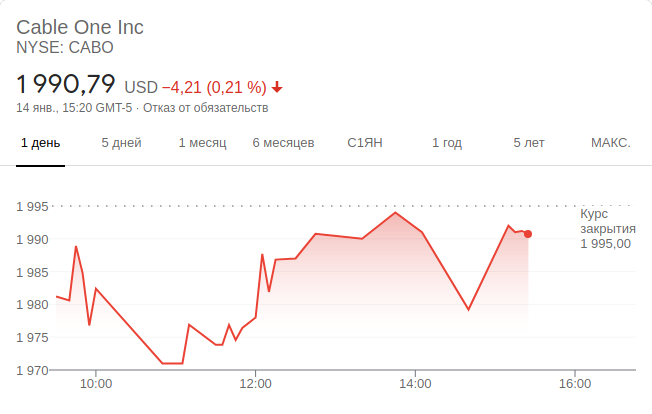 Cable One Inc
NYSE: CABO
1 990,79 USD −4,21 (0,21 %)
14 янв., 15:20 GMT-5 · Отказ от обязательств
1 день 5 дней 1 месяц 6 месяцев С1ЯН 1 год 5 лет МАКС.
1 995
Курс
закрытия
1 995,00
1 990
1 985
1 980
1 975
1 970
10:00 12:00 14:00 16:00